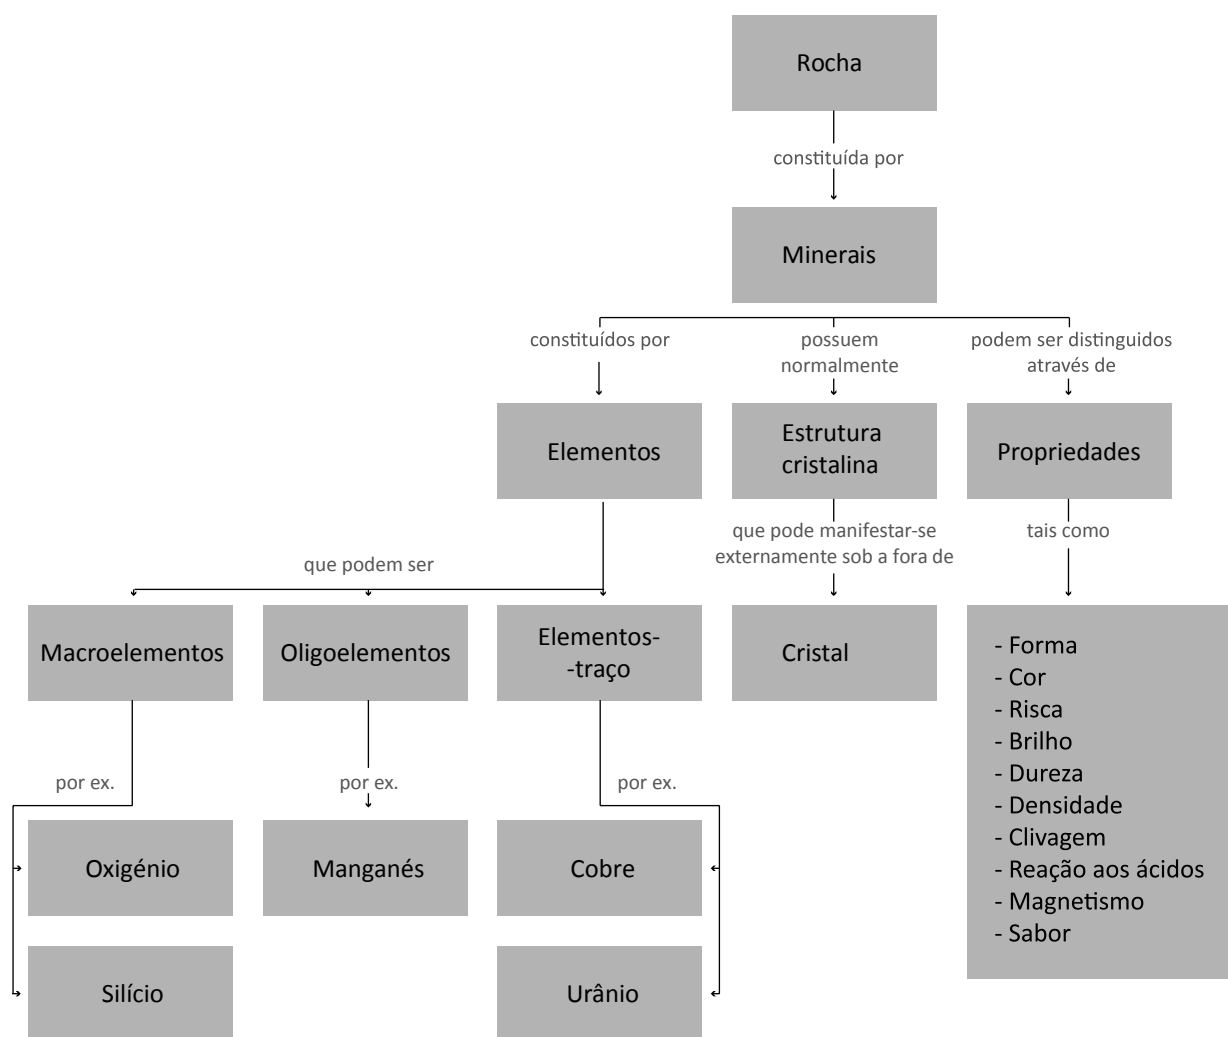 Rocha
constituída por
Minerais
constituídos por
possuem
normalmente
podem ser distinguidos
através de
Elementos
Estrutura
cristalina
Propriedades
que podem ser
que pode manifestar-se
externamente sob a fora de
tais como
Macroelementos
Oligoelementos
Elementos-
-traço
Cristal
- Forma
- Cor
- Risca
- Brilho
- Dureza
- Densidade
- Clivagem
- Reação aos ácidos
- Magnetismo
- Sabor
por ex.
por ex.
por ex.
Oxigénio
Manganés
Cobre
Silício
Urânio